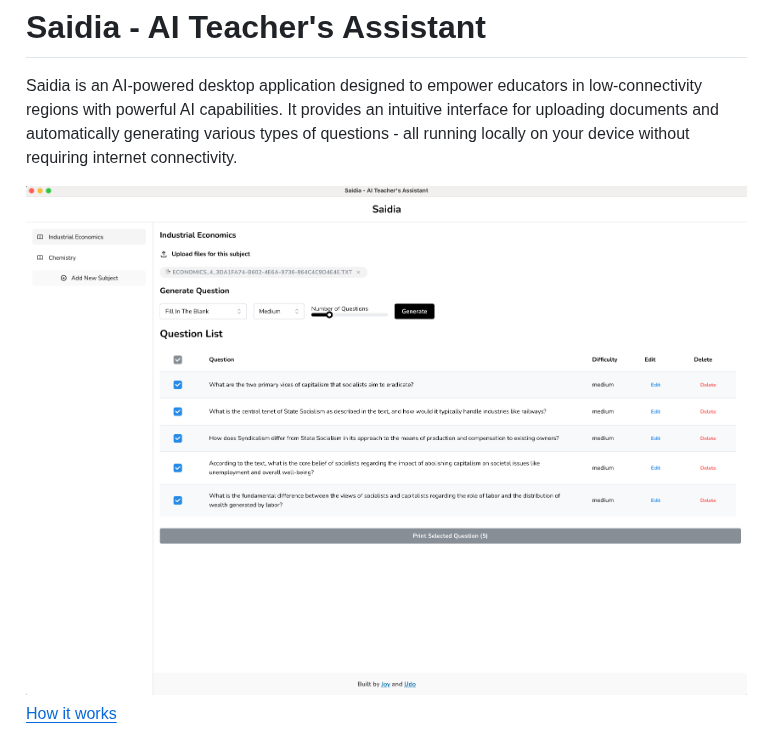 Saidia - AI Teacher's Assistant
Saidia is an AI-powered desktop application designed to empower educators in low-connectivity
regions with powerful AI capabilities. It provides an intuitive interface for uploading documents and
automatically generating various types of questions - all running locally on your device without
requiring internet connectivity.
Saidia - AI Teacher's Assistant
Saidia
Industrial Economics
Chemistry
Add New Subject
Industrial Economics
Upload files for this subject
Generate Question
Fill In The Blank
Medium
Number of Questions
Generate
Question List
Question Difficulty Edit Delete
What are the two primary vices of capitalism that socialists aim to eradicate? medium Edit Delete
What is the central tenet of State Socialism as described in the text, and how would it typically handle industries like railways? medium Edit Delete
How does Syndicalism differ from State Socialism in its approach to the means of production and compensation to existing owners? medium Edit Delete
According to the text, what is the core belief of socialists regarding the impact of abolishing capitalism on societal issues like
unemployment and overall well-being? medium Edit Delete
What is the fundamental difference between the views of socialists and capitalists regarding the role of labor and the distribution of
wealth generated by labor? medium Edit Delete
Print Selected Question (5)
Built by Joy and Udo
How it works